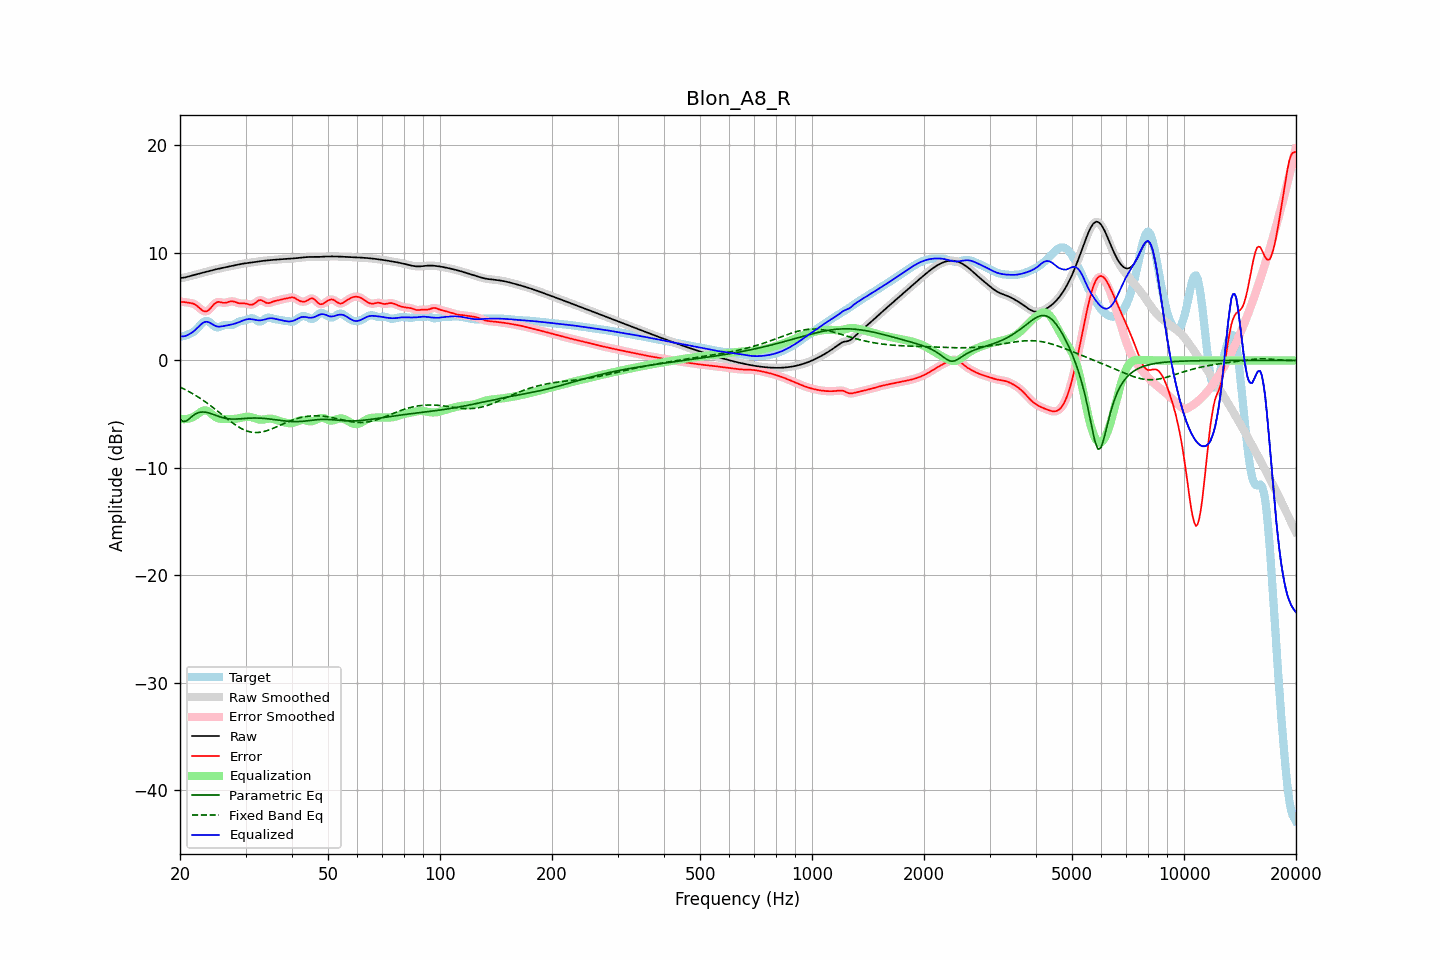 Blon_A8_R
20
10
0
−10
−20
−30
−40
Amplitude (dBr)
Target
Raw Smoothed
Error Smoothed
Raw
Error
Equalization
Parametric Eq
Fixed Band Eq
Equalized
20 50 100 200 500 1000 2000 5000 10000 20000
Frequency (Hz)